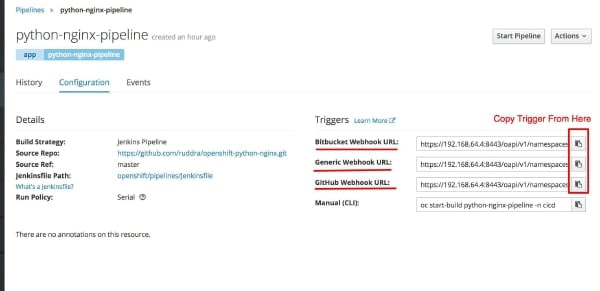 Pipelines » python-nginx-pipeline
python-nginx-pipeline created an hour ago
Start Pipeline
Actions
app python-nginx-pipeline
History Configuration Events
Details
Build Strategy: Jenkins Pipeline
Source Repo: https://github.com/ruddra/openshift-python-nginx.git
Source Ref: master
Jenkinsfile Path: openshift/pipelines/Jenkinsfile
What's a Jenkinsfile?
Run Policy: Serial
Triggers Learn More
Copy Trigger From Here
Bitbucket Webhook URL: https://192.168.64.4:8443/oapi/v1/namespaces
Generic Webhook URL: https://192.168.64.4:8443/oapi/v1/namespaces
GitHub Webhook URL: https://192.168.64.4:8443/oapi/v1/namespaces
Manual (CLI): oc start-build python-nginx-pipeline -n cicd
There are no annotations on this resource.